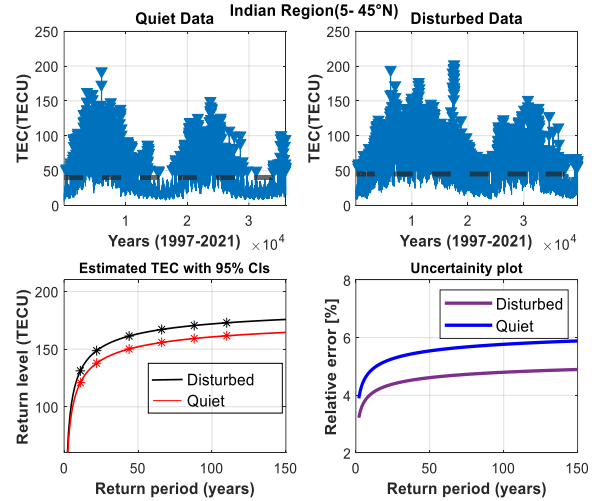 Indian Region(5- 45°N)
Quiet Data
Disturbed Data
TEC(TECU)
250
200
150
100
50
0
1
2
3
Years (1997-2021)
×10^4
TEC(TECU)
250
200
150
100
50
0
1
2
3
Years (1997-2021)
×10^4
Estimated TEC with 95% CIs
Return level (TECU)
200
150
100
Disturbed
Quiet
0
50
100
150
Return period (years)
Uncertainity plot
Relative error [%]
8
6
4
2
Disturbed
Quiet
0
50
100
150
Return period (years)